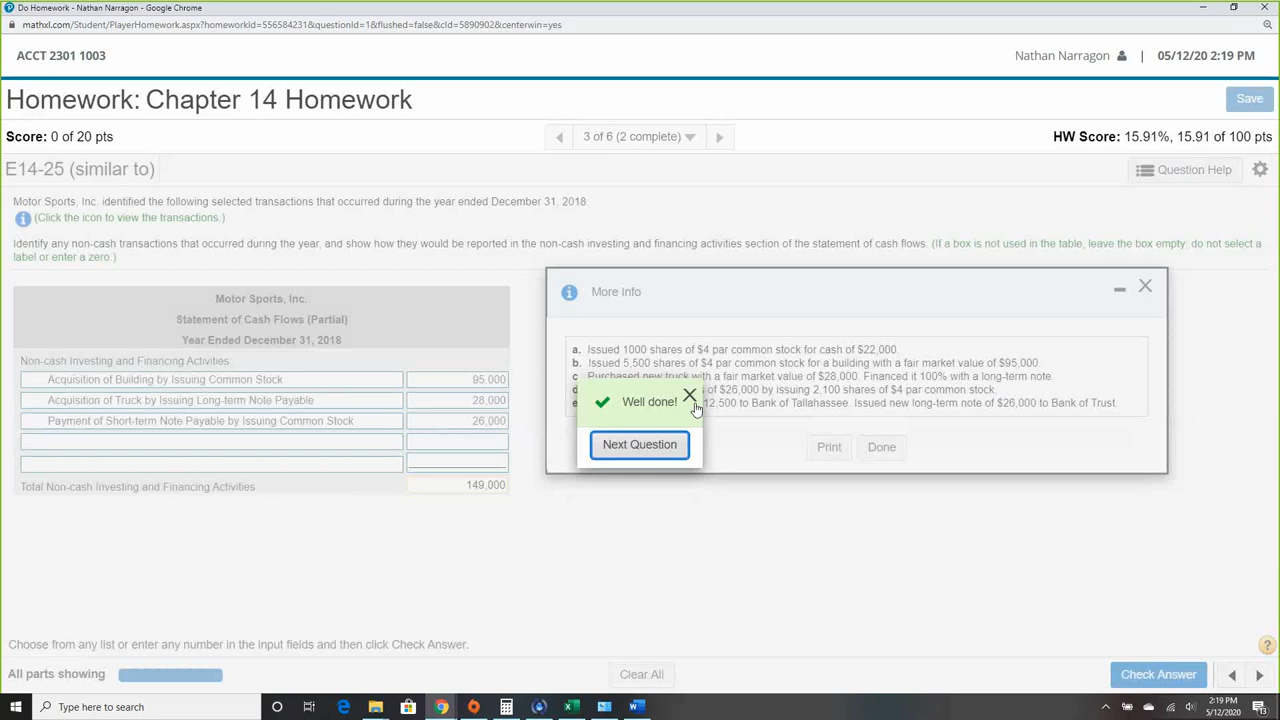 Do Homework - Nathan Narragon - Google Chrome
mathxl.com/Student/PlayerHomework.aspx?homeworkId=556584231&questionId=1&flushed=false&cId=5890902&centerwin=yes
ACCT 2301 1003
Nathan Narragon | 05/12/20 2:19 PM
Homework: Chapter 14 Homework
Save
Score: 0 of 20 pts
3 of 6 (2 complete)
HW Score: 15.91%, 15.91 of 100 pts
E14-25 (similar to)
Question Help
Motor Sports, Inc. identified the following selected transactions that occurred during the year ended December 31, 2018:
(Click the icon to view the transactions.)
Identify any non-cash transactions that occurred during the year, and show how they would be reported in the non-cash investing and financing activities section of the statement of cash flows. (If a box is not used in the table, leave the box empty; do not select a
label or enter a zero.)
Motor Sports, Inc.
Statement of Cash Flows (Partial)
Year Ended December 31, 2018
Non-cash Investing and Financing Activities
Acquisition of Building by Issuing Common Stock 95,000
Acquisition of Truck by Issuing Long-term Note Payable 28,000
Payment of Short-term Note Payable by Issuing Common Stock 26,000
Total Non-cash Investing and Financing Activities 149,000
More Info
a. Issued 1000 shares of $4 par common stock for cash of $22,000.
b. Issued 5,500 shares of $4 par common stock for a building with a fair market value of $95,000.
c. Purchased new truck with a fair market value of $28,000. Financed it 100% with a long-term note.
d of $26,000 by issuing 2,100 shares of $4 par common stock.
e 12,500 to Bank of Tallahassee. Issued new long-term note of $26,000 to Bank of Trust.
Well done!
Next Question
Print
Done
Choose from any list or enter any number in the input fields and then click Check Answer.
All parts showing
Clear All
Check Answer
Type here to search
2:19 PM
5/12/2020